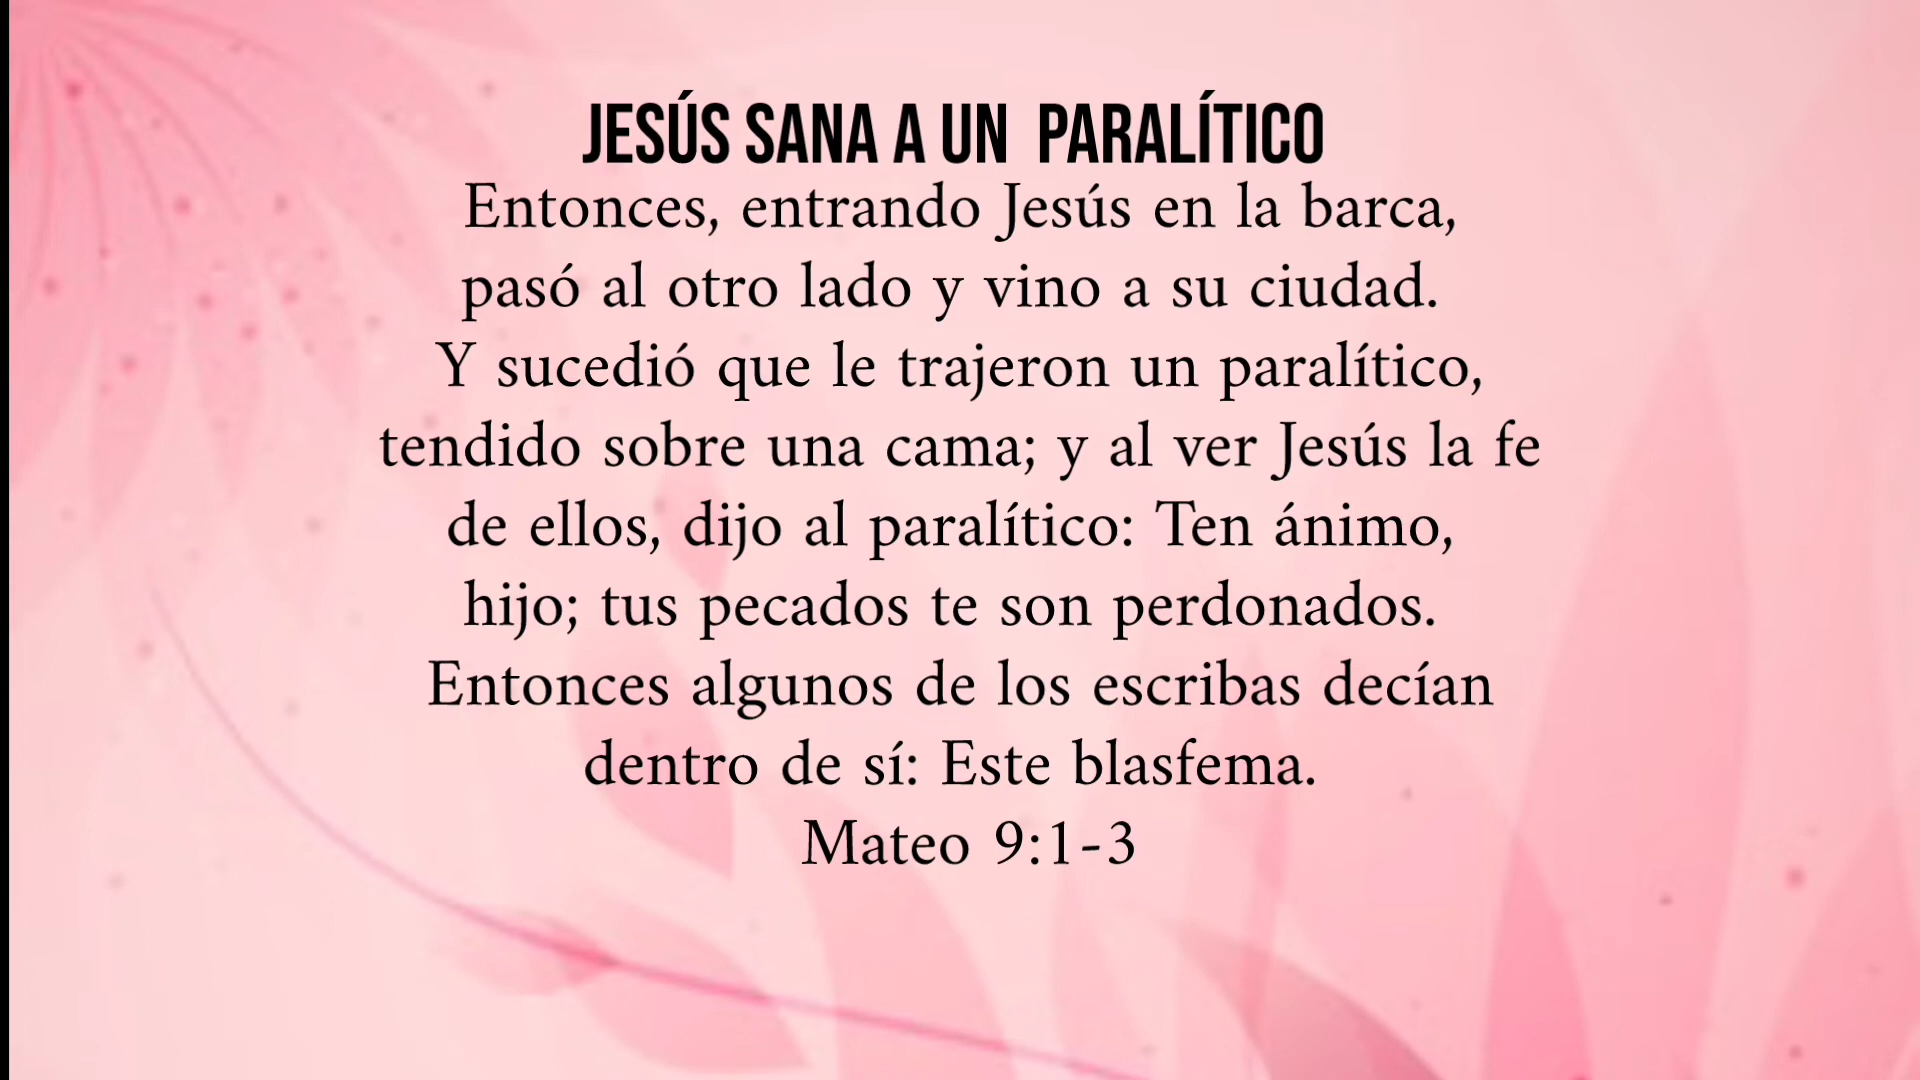 JESÚS SANA A UN PARALÍTICO
Entonces, entrando Jesús en la barca,
pasó al otro lado y vino a su ciudad.
Y sucedió que le trajeron un paralítico,
tendido sobre una cama; y al ver Jesús la fe
de ellos, dijo al paralítico: Ten ánimo,
hijo; tus pecados te son perdonados.
Entonces algunos de los escribas decían
dentro de sí: Este blasfema.
Mateo 9:1-3